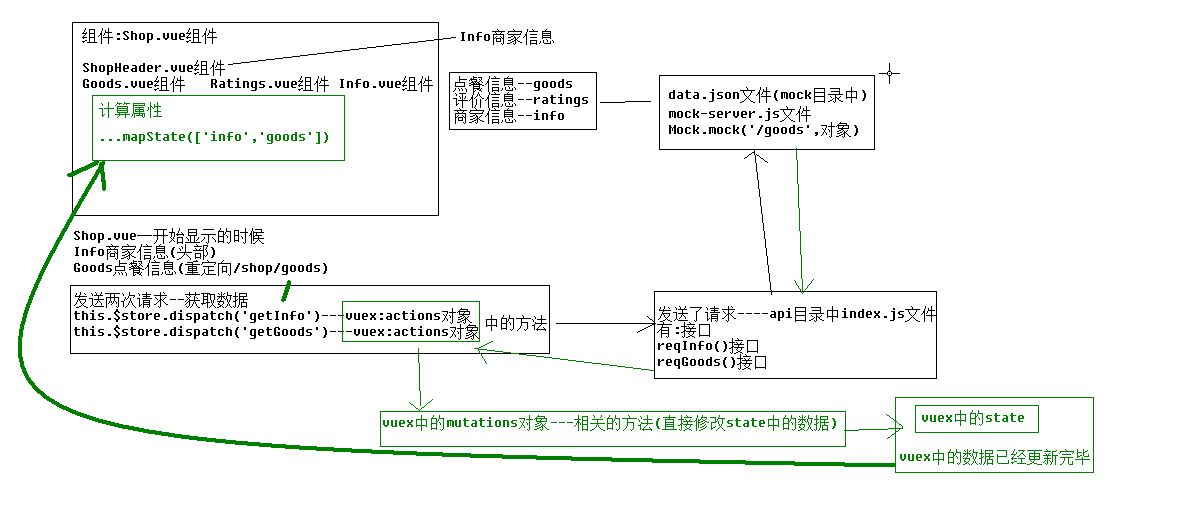 组件:Shop.vue组件
Info商家信息
ShopHeader.vue组件
Goods.vue组件 Ratings.vue组件 Info.vue组件
计算属性
...mapState(['info','goods'])
点餐信息--goods
评价信息--ratings
商家信息--info
data.json文件(mock目录中)
mock-server.js文件
Mock.mock('/goods',对象)
Shop.vue一开始显示的时候
Info商家信息(头部)
Goods点餐信息(重定向/shop/goods)
发送两次请求--获取数据
this.$store.dispatch('getInfo')---vuex:actions对象
this.$store.dispatch('getGoods')---vuex:actions对象
中的方法
发送了请求----api目录中index.js文件
有:接口
reqInfo()接口
reqGoods()接口
vuex中的mutations对象---相关的方法(直接修改state中的数据)
vuex中的state
vuex中的数据已经更新完毕